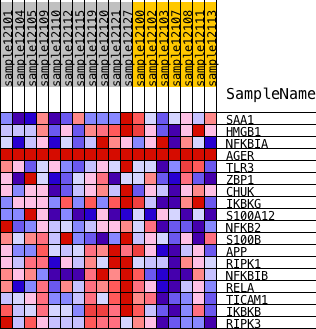 sample12101
sample12104
sample12105
sample12109
sample12112
sample12115
sample12119
sample12120
sample12121
sample12100
sample12102
sample12103
sample12107
sample12108
sample12111
sample12113
SampleName
SAA1
HMGB1
NFKBIA
AGER
TLR3
ZBP1
CHUK
IKBKG
S100A12
NFKB2
S100B
APP
RIPK1
NFKBIB
RELA
TICAM1
IKBKB
RIPK3